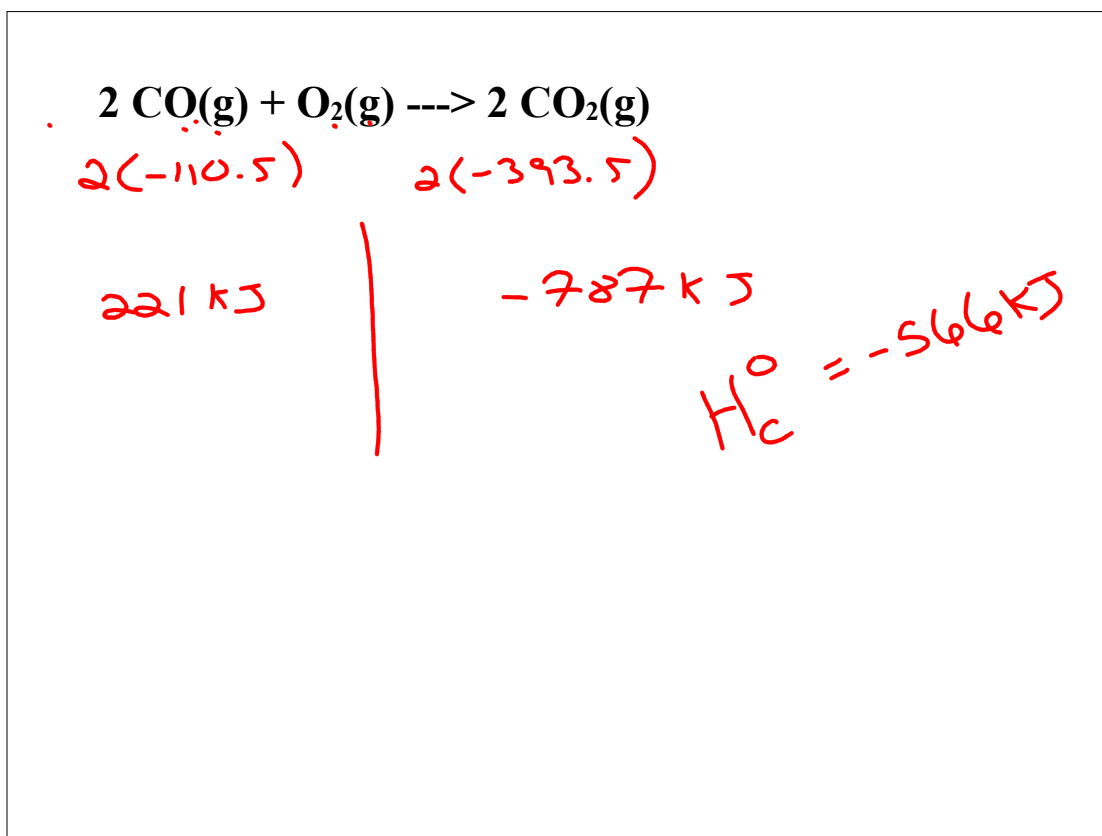 2 CO(g) + O₂(g) ---> 2 CO₂(g)
2(-110.5) 2(-393.5)
221 kJ -787 kJ
H°c = -566 kJ